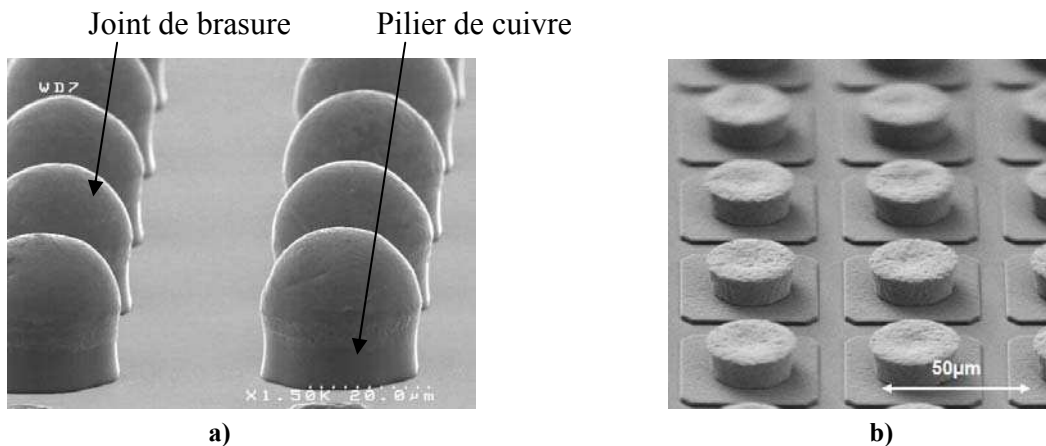 Joint de brasure
Pilier de cuivre
WD7
X1.50K 20.0µm
50µm
a)
b)